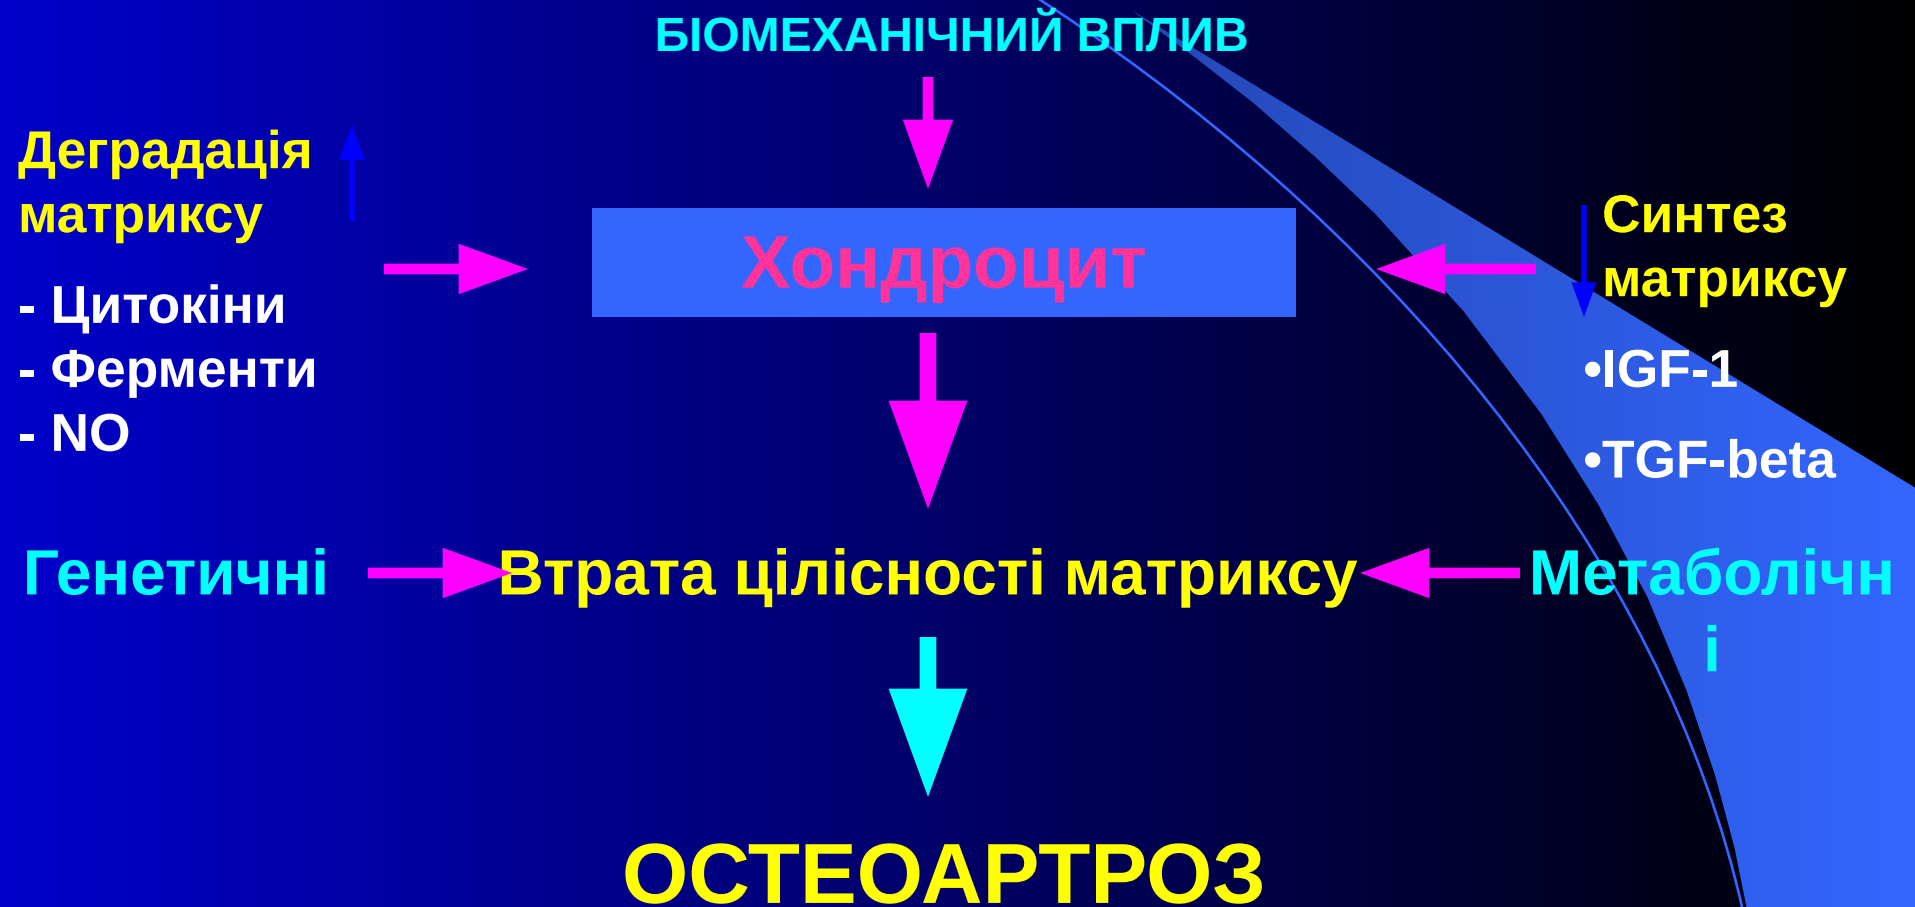 БІОМЕХАНІЧНИЙ ВПЛИВ
Деградація
матриксу
- Цитокіни
- Ферменти
- NO
Хондроцит
Синтез
матриксу
•IGF-1
•TGF-beta
Генетичні
Втрата цілісності матриксу
Метаболічн
і
ОСТЕОАРТРОЗ